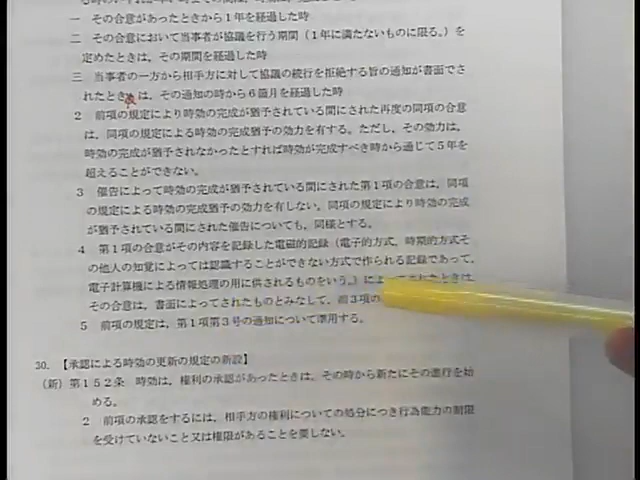 一 その合意があったときから1年を経過した時
二 その合意において当事者が協議を行う期間（1年に満たないものに限る。）を
定めたときは、その期間を経過した時
三 当事者の一方から相手方に対して協議の続行を拒絶する旨の通知が書面でさ
れたときは、その通知の時から6箇月を経過した時
2 前項の規定により時効の完成が猶予されている間にされた再度の同項の合意
は、同項の規定による時効の完成猶予の効力を有する。ただし、その効力は、
時効の完成が猶予されなかったとすれば時効が完成すべき時から通じて5年を
超えることができない。
3 催告によって時効の完成が猶予されている間にされた第1項の合意は、同項
の規定による時効の完成猶予の効力を有しない。同項の規定により時効の完成
が猶予されている間にされた催告についても、同様とする。
4 第1項の合意がその内容を記録した電磁的記録（電子的方式、時期的方式そ
の他人の知覚によっては認識することができない方式で作られる記録であって、
電子計算機による情報処理の用に供されるものをいう。）によってされたときは、
その合意は、書面によってされたものとみなして、前3項の
5 前項の規定は、第1項第3号の通知について準用する。
30. 【承認による時効の更新の規定の新設】
（新）第152条 時効は、権利の承認があったときは、その時から新たにその進行を始
める。
2 前項の承認をするには、相手方の権利についての処分につき行為能力の制限
を受けていないこと又は権限があることを要しない。